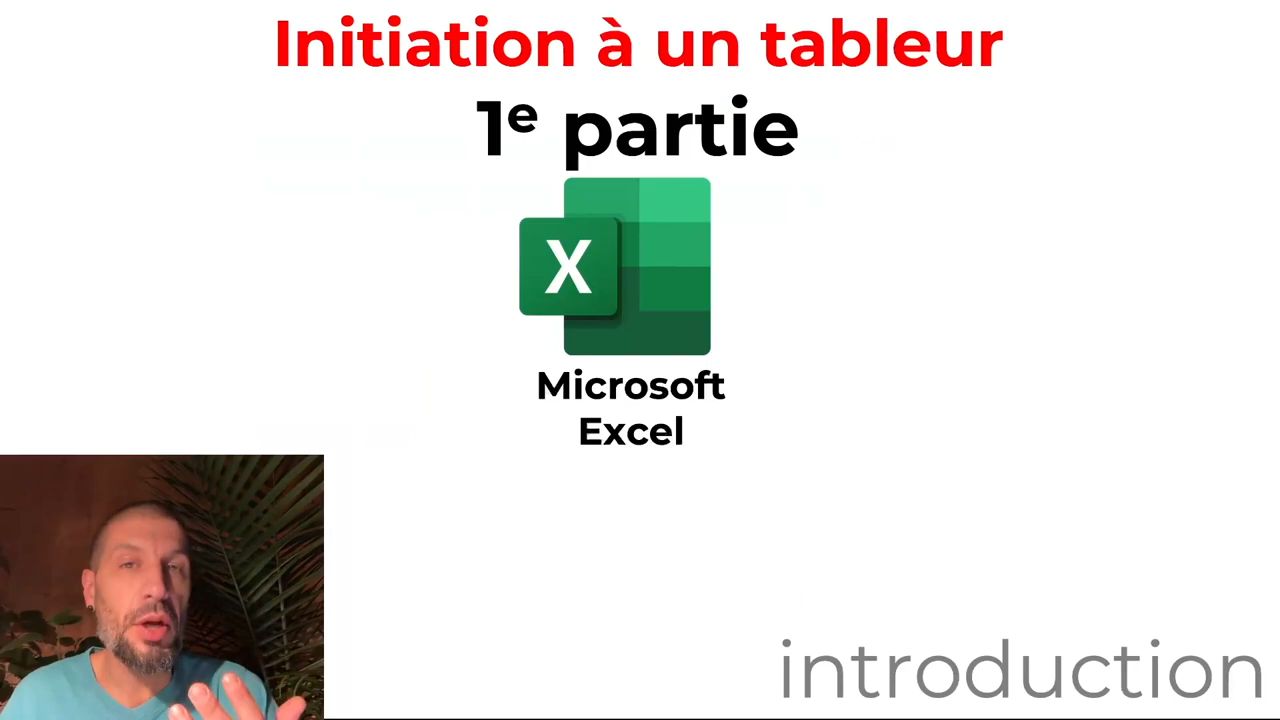 Initiation à un tableur
1e partie
X
Microsoft
Excel
introduction